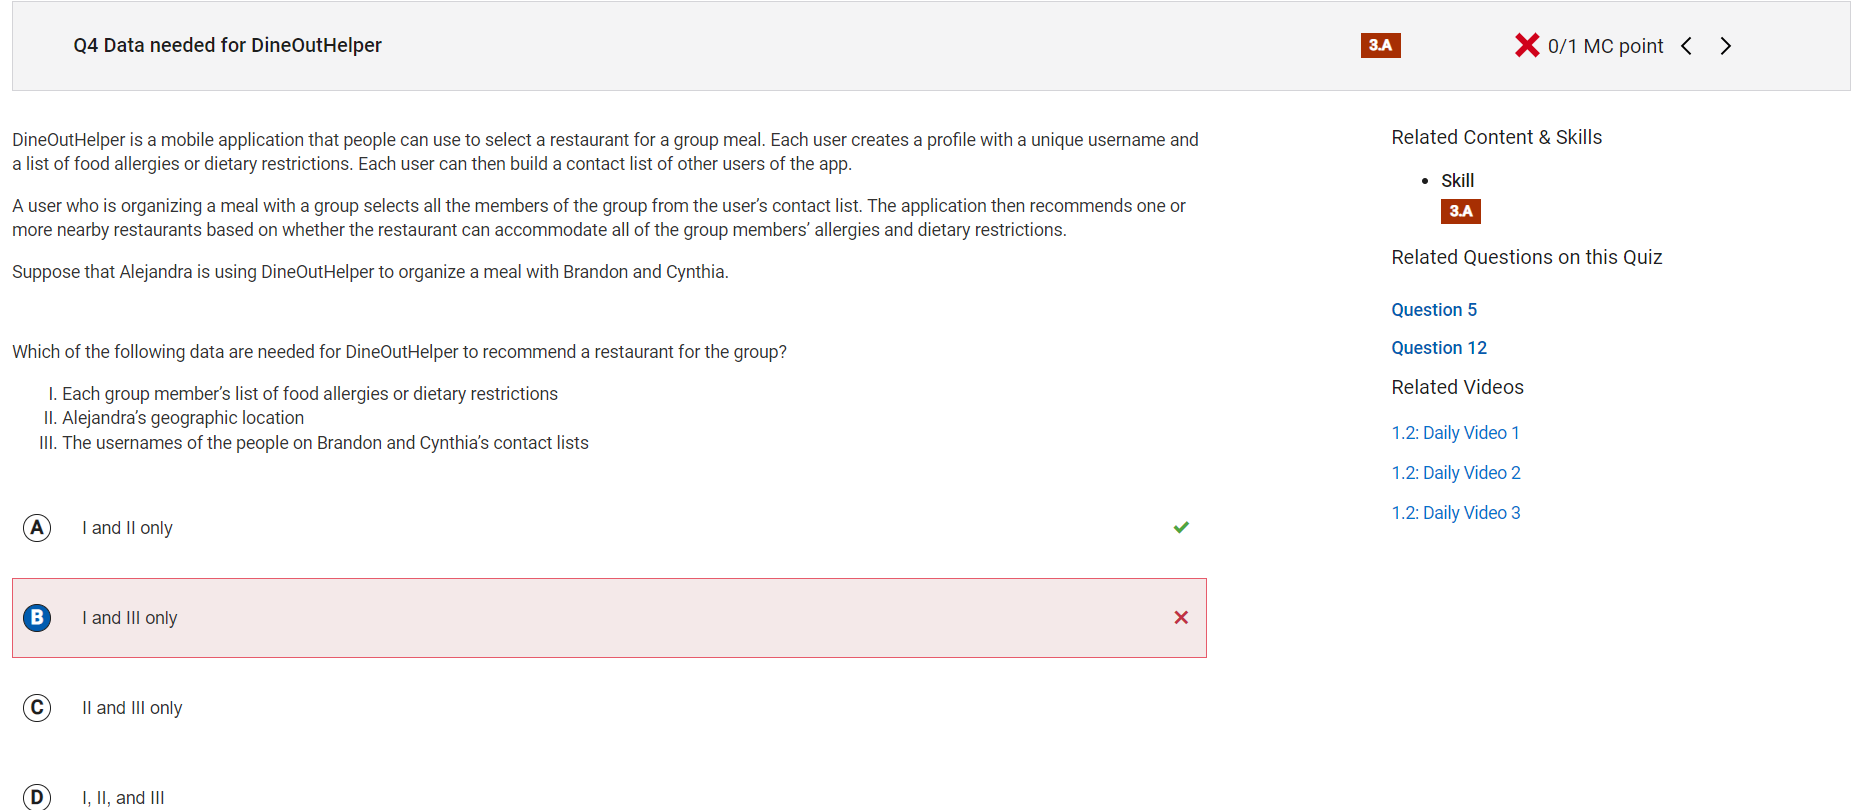 Q4 Data needed for DineOutHelper
3.A
0/1 MC point
DineOutHelper is a mobile application that people can use to select a restaurant for a group meal. Each user creates a profile with a unique username and
a list of food allergies or dietary restrictions. Each user can then build a contact list of other users of the app.
A user who is organizing a meal with a group selects all the members of the group from the user’s contact list. The application then recommends one or
more nearby restaurants based on whether the restaurant can accommodate all of the group members’ allergies and dietary restrictions.
Suppose that Alejandra is using DineOutHelper to organize a meal with Brandon and Cynthia.
Which of the following data are needed for DineOutHelper to recommend a restaurant for the group?
I. Each group member’s list of food allergies or dietary restrictions
II. Alejandra’s geographic location
III. The usernames of the people on Brandon and Cynthia’s contact lists
A I and II only
B I and III only
C II and III only
D I, II, and III
Related Content & Skills
• Skill
3.A
Related Questions on this Quiz
Question 5
Question 12
Related Videos
1.2: Daily Video 1
1.2: Daily Video 2
1.2: Daily Video 3